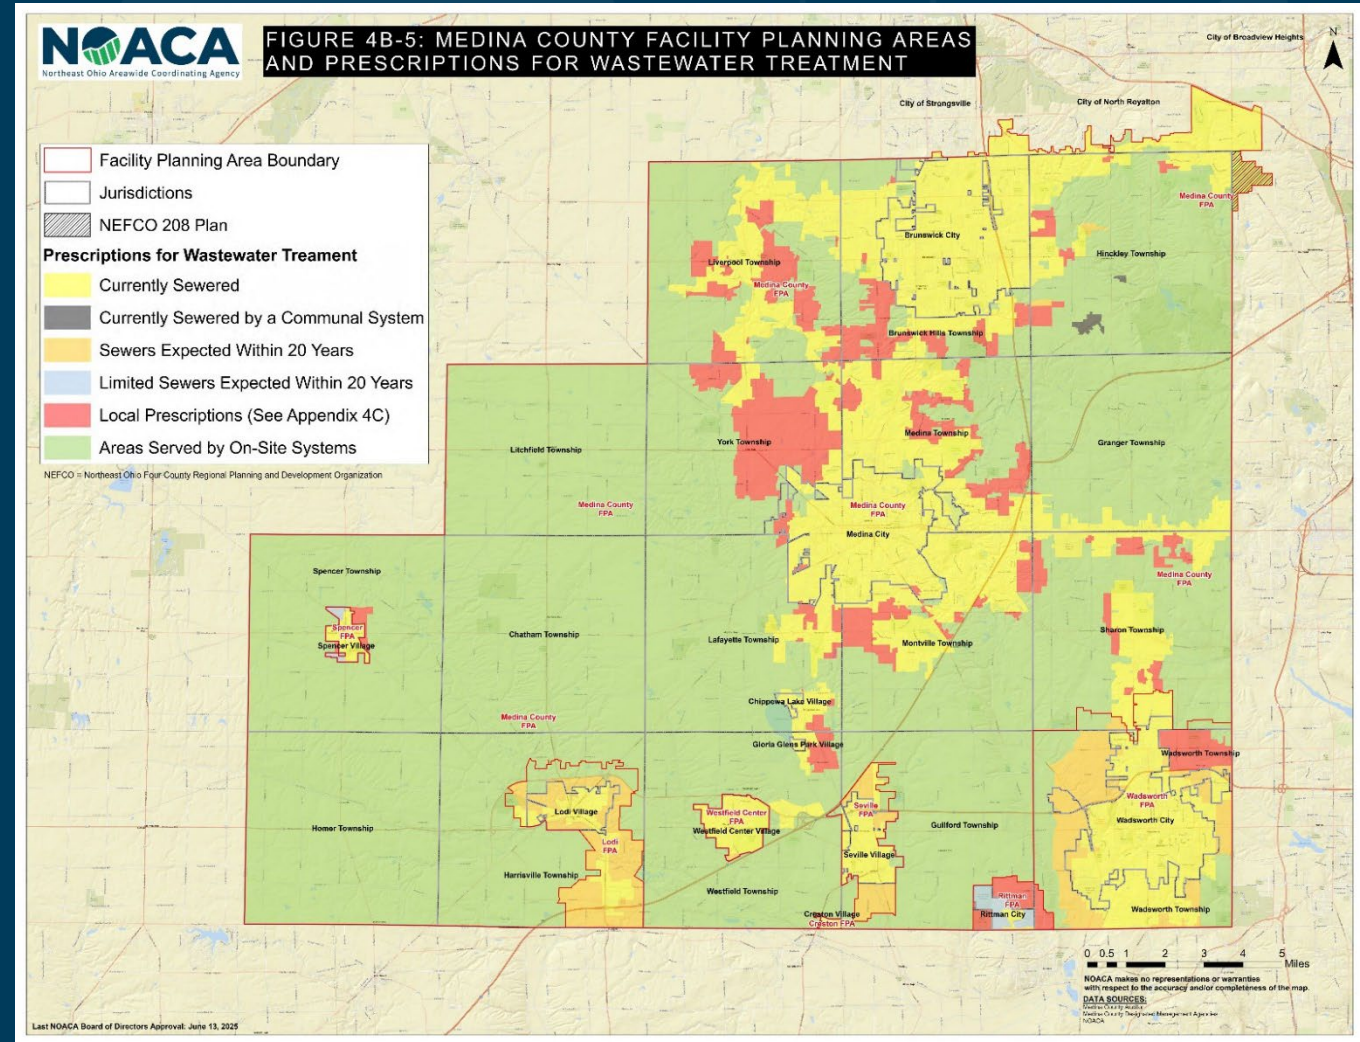 NOACA
Northeast Ohio Areawide Coordinating Agency
FIGURE 4B-5: MEDINA COUNTY FACILITY PLANNING AREAS
AND PRESCRIPTIONS FOR WASTEWATER TREATMENT
City of Broadview Heights
N
City of Strongsville
City of North Royalton
Facility Planning Area Boundary
Jurisdictions
NEFCO 208 Plan
Prescriptions for Wastewater Treament
Currently Sewered
Currently Sewered by a Communal System
Sewers Expected Within 20 Years
Limited Sewers Expected Within 20 Years
Local Prescriptions (See Appendix 4C)
Areas Served by On-Site Systems
NEFCO = Northeast Ohio Four County Regional Planning and Development Organization
Medina County
FPA
Brunswick City
Hinckley Township
Liverpool Township
Medina County
FPA
Brunswick Hills Township
Litchfield Township
York Township
Medina Township
Granger Township
Medina County
FPA
Medina County
FPA
Medina City
Spencer Township
Medina County
FPA
Spencer
FPA
Spencer Village
Chatham Township
Lafayette Township
Montville Township
Sharon Township
Chippewa Lake Village
Medina County
FPA
Gloria Glens Park Village
Wadsworth Township
Homer Township
Lodi Village
Lodi
FPA
Harrisville Township
Westfield Center
FPA
Westfield Center Village
Seville
FPA
Guilford Township
Wadsworth
FPA
Wadsworth City
Seville Village
Westfield Township
Creston Village
Creston FPA
Rittman
FPA
Rittman City
Wadsworth Township
0 0.5 1 2 3 4 5
Miles
NOACA makes no representations or warranties
with respect to the accuracy and/or completeness of the map.
DATA SOURCES:
Medina County Auditor
Medina County Designated Management Agencies
NOACA
Last NOACA Board of Directors Approval: June 13, 2025